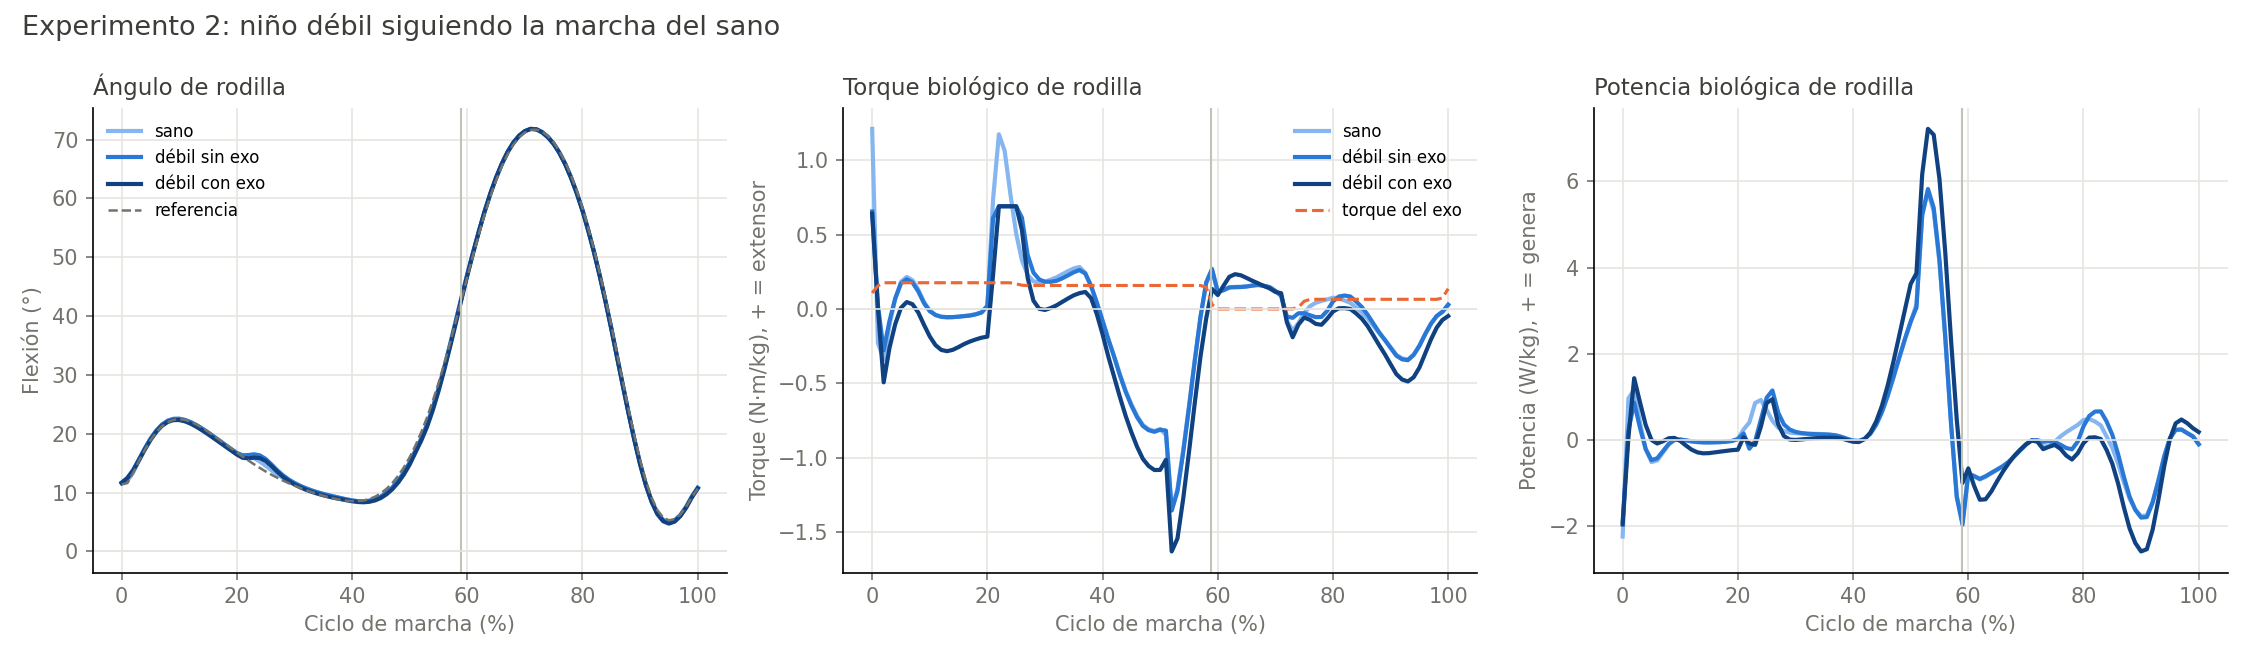 Experimento 2: niño débil siguiendo la marcha del sano
Ángulo de rodilla
Flexión (°)
70
60
50
40
30
20
10
0
sano
débil sin exo
débil con exo
referencia
0 20 40 60 80 100
Ciclo de marcha (%)
Torque biológico de rodilla
Torque (N·m/kg), + = extensor
1.0
0.5
0.0
−0.5
−1.0
−1.5
sano
débil sin exo
débil con exo
torque del exo
0 20 40 60 80 100
Ciclo de marcha (%)
Potencia biológica de rodilla
Potencia (W/kg), + = genera
6
4
2
0
−2
0 20 40 60 80 100
Ciclo de marcha (%)